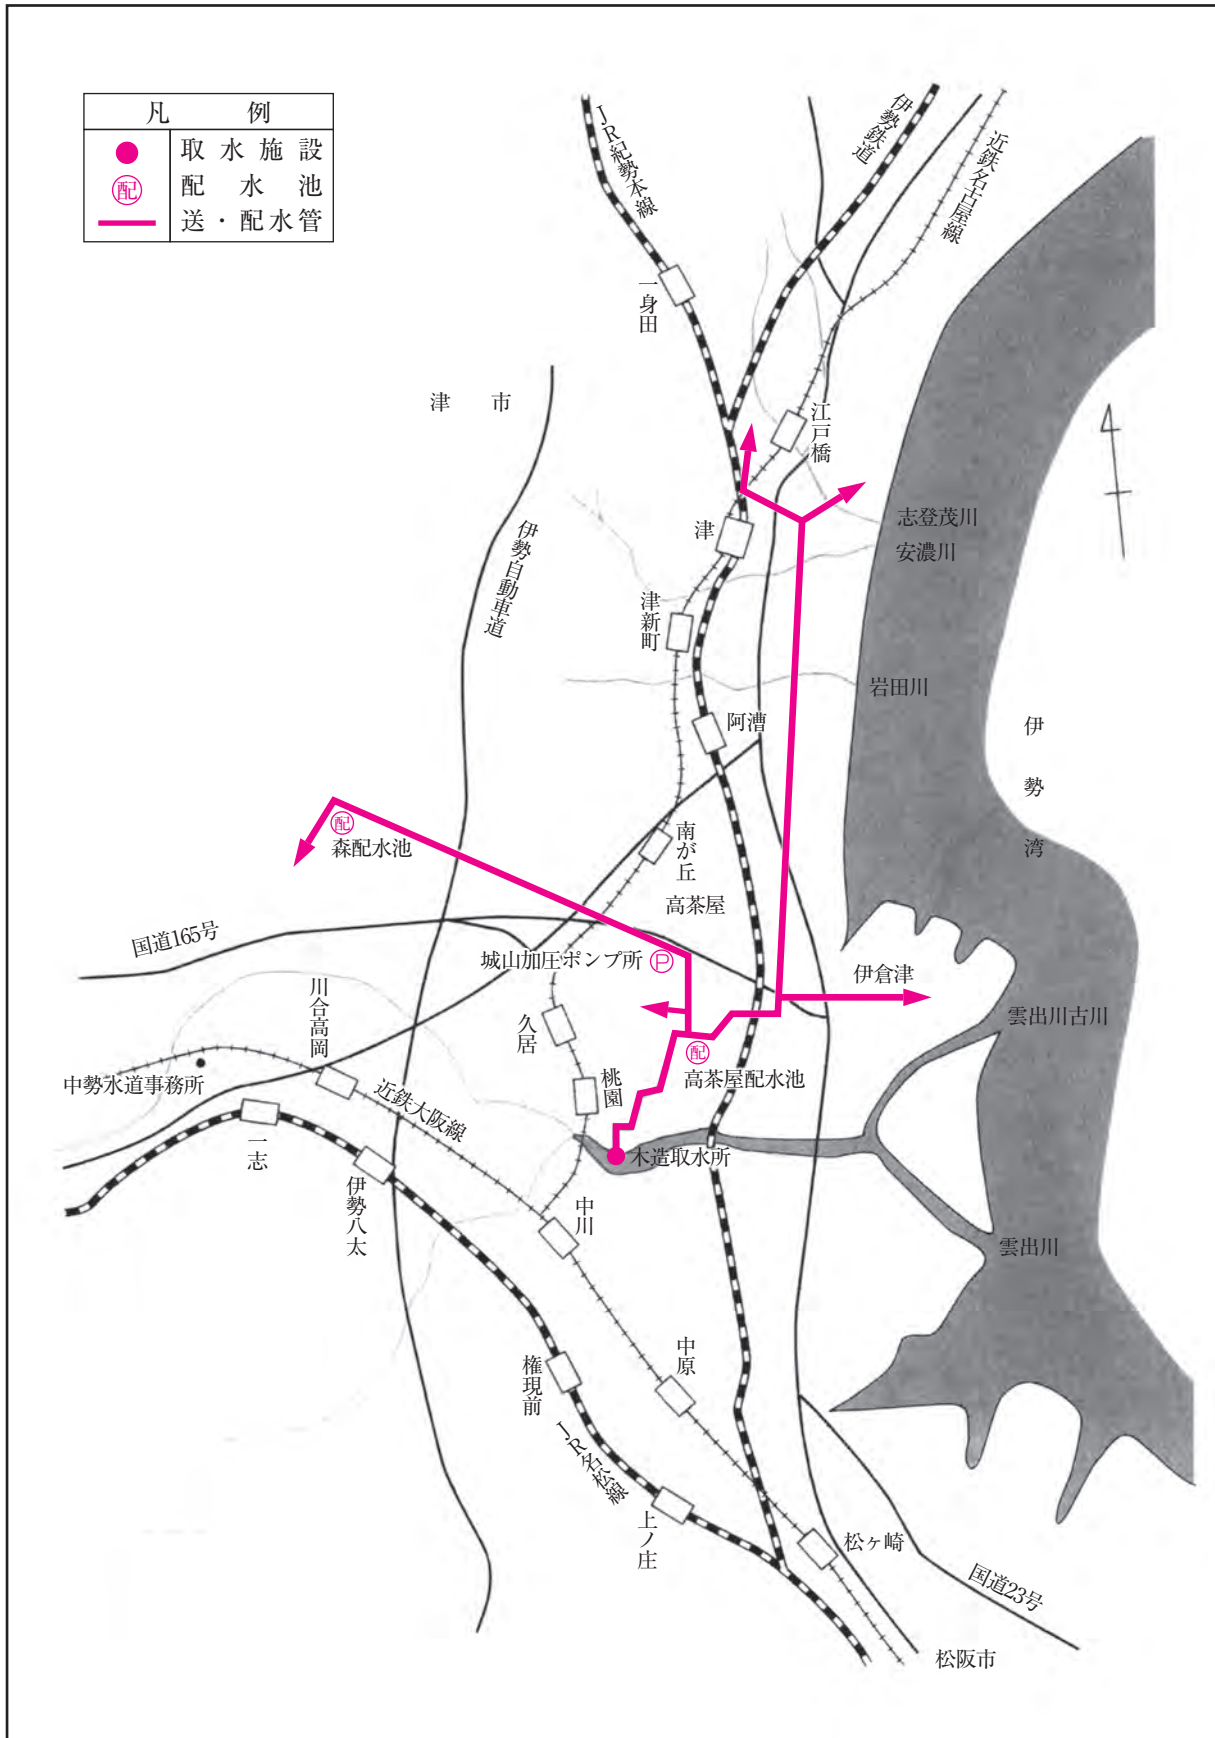 凡例
取水施設
配 配水池
送・配水管
JR紀勢本線
伊勢鉄道
近鉄名古屋線
一身田
津市
江戸橋
伊勢自動車道
津
志登茂川
安濃川
津新町
岩田川
阿漕
伊勢湾
配
森配水池
南が丘
高茶屋
国道165号
城山加圧ポンプ所 P
伊倉津
川合高岡
久居
雲出川古川
配
高茶屋配水池
中勢水道事務所
近鉄大阪線
桃園
一志
木造取水所
伊勢八太
中川
雲出川
権現前
中原
JR名松線
上ノ庄
松ヶ崎
国道23号
松阪市